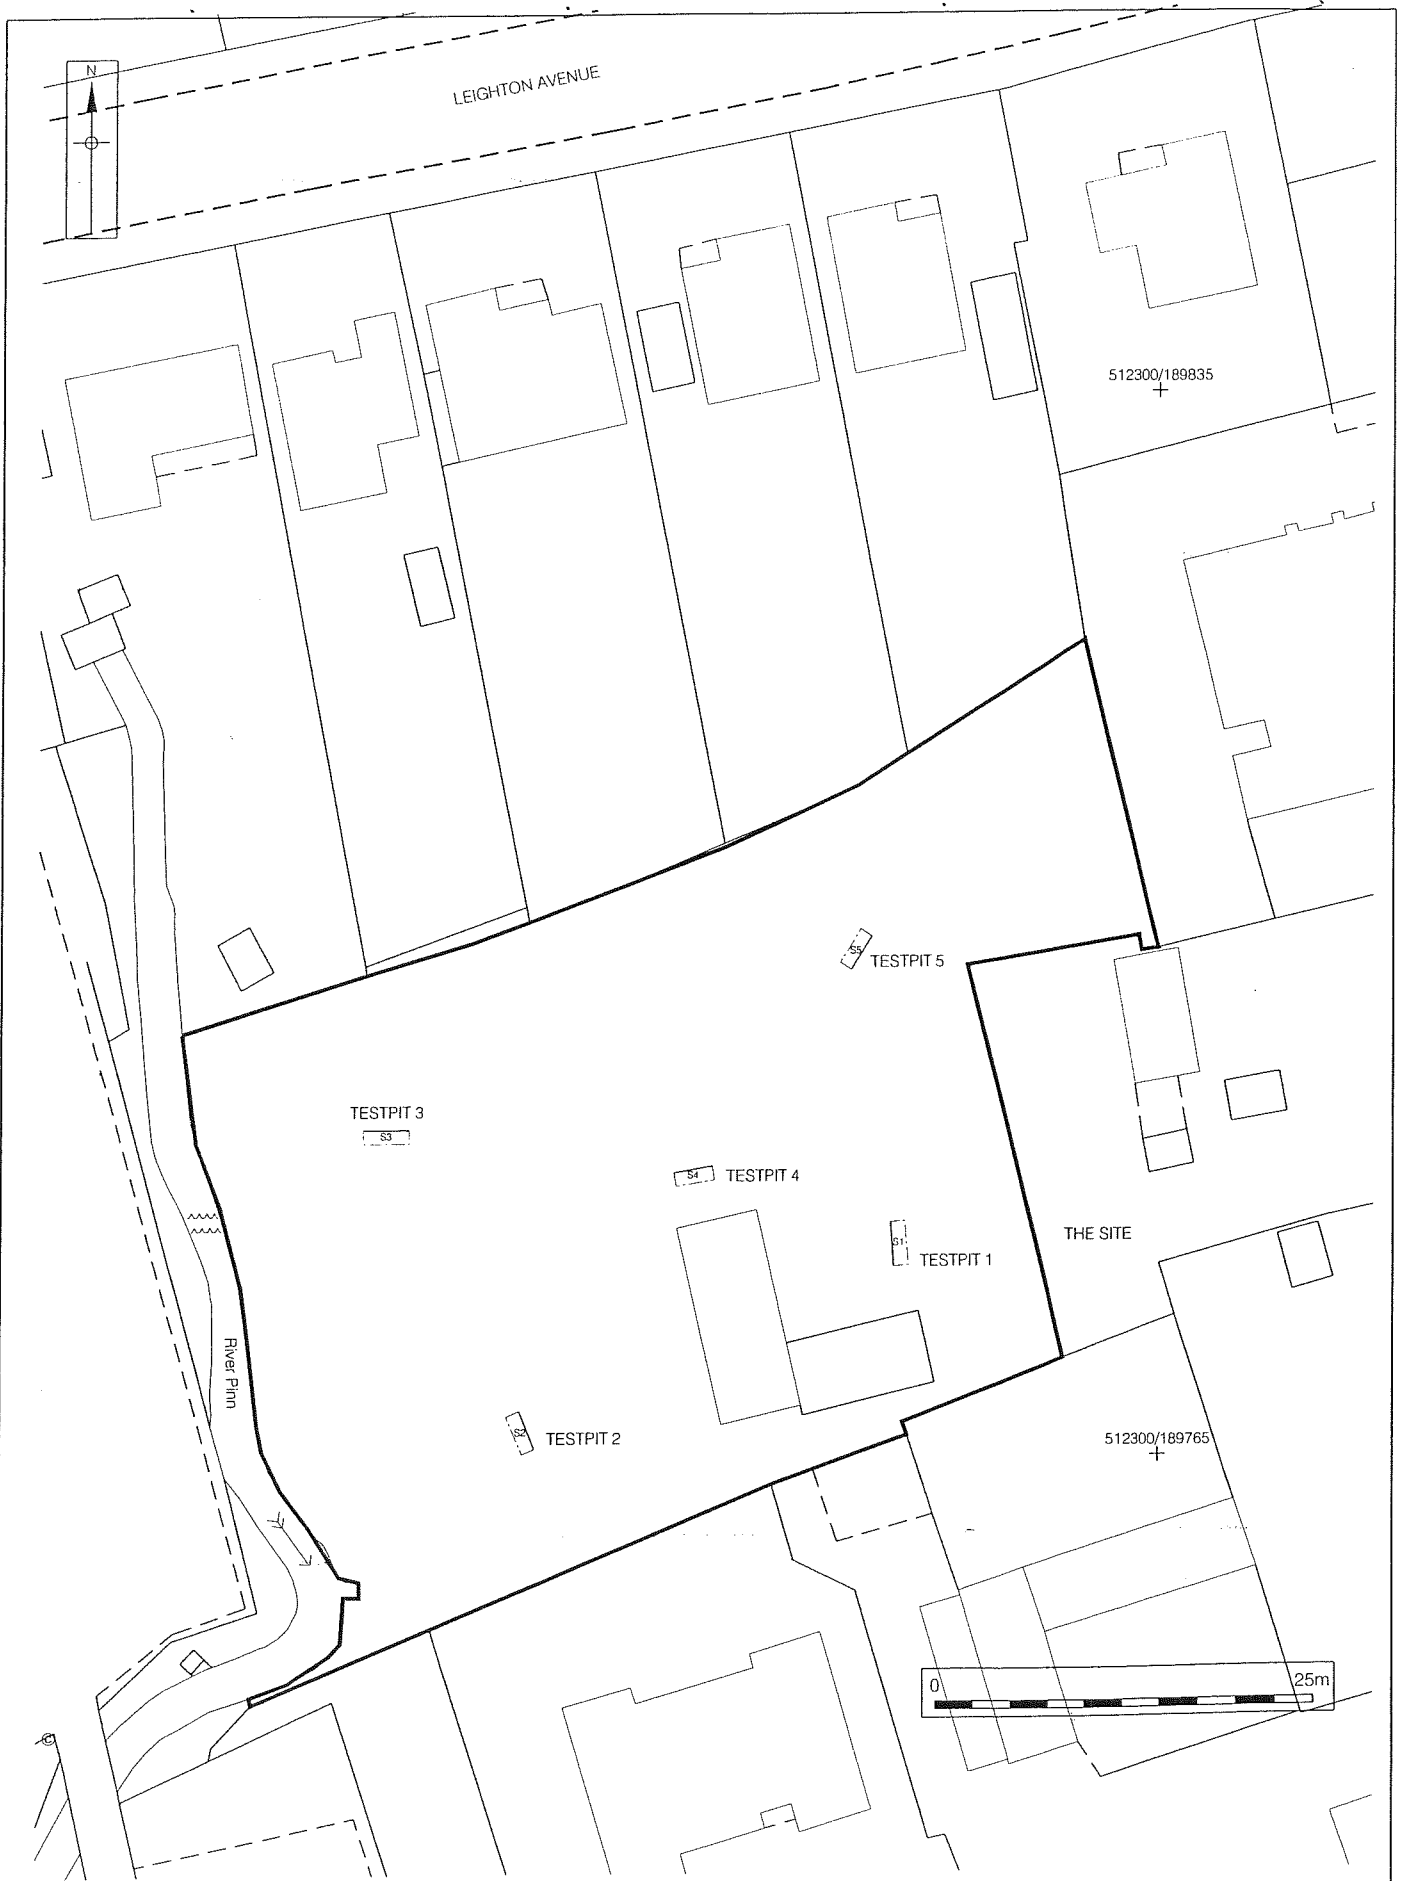 N
LEIGHTON AVENUE
512300/189835
S5
TESTPIT 5
TESTPIT 3
S3
S4
TESTPIT 4
S1
TESTPIT 1
THE SITE
River Pinn
S2
TESTPIT 2
512300/189765
0
25m
©